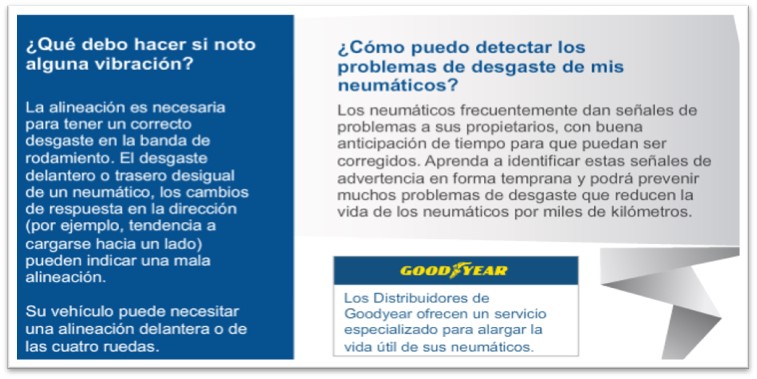 ¿Qué debo hacer si noto
alguna vibración?
La alineación es necesaria
para tener un correcto
desgaste en la banda de
rodamiento. El desgaste
delantero o trasero desigual
de un neumático, los cambios
de respuesta en la dirección
(por ejemplo, tendencia a
cargarse hacia un lado)
pueden indicar una mala
alineación.
Su vehículo puede necesitar
una alineación delantera o de
las cuatro ruedas.
¿Cómo puedo detectar los
problemas de desgaste de mis
neumáticos?
Los neumáticos frecuentemente dan señales de
problemas a sus propietarios, con buena
anticipación de tiempo para que puedan ser
corregidos. Aprenda a identificar estas señales de
advertencia en forma temprana y podrá prevenir
muchos problemas de desgaste que reducen la
vida de los neumáticos por miles de kilómetros.
GOODYEAR
Los Distribuidores de
Goodyear ofrecen un servicio
especializado para alargar la
vida útil de sus neumáticos.